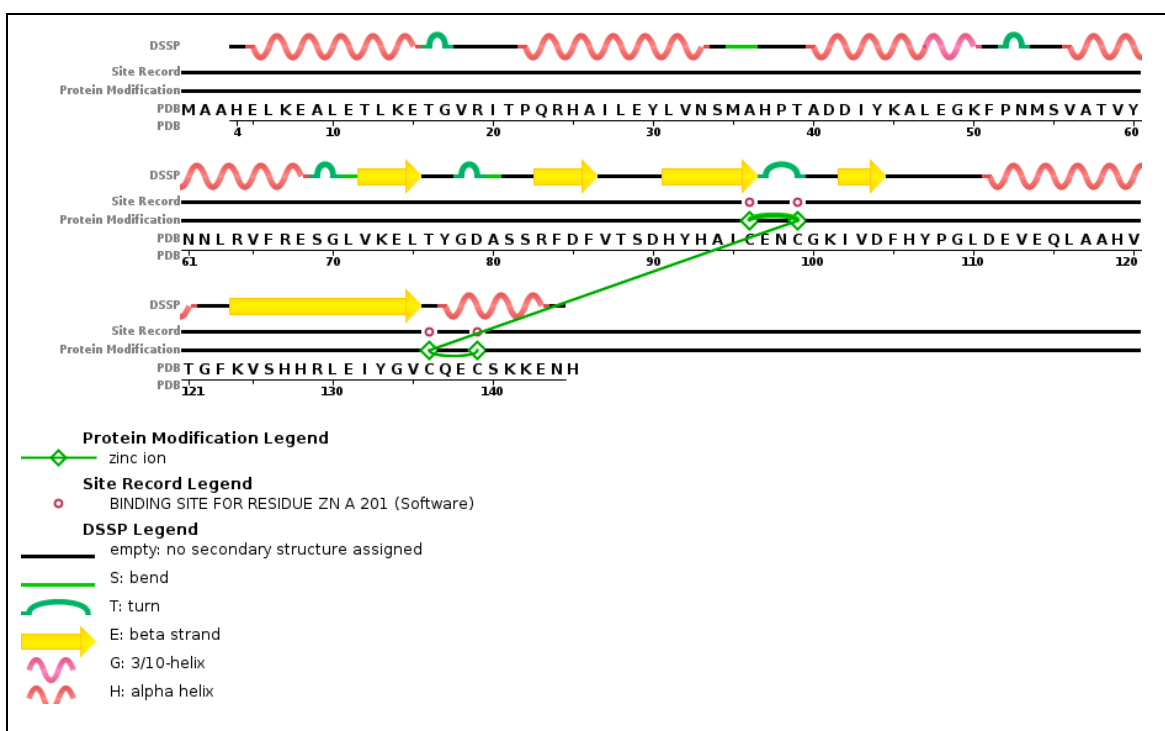 DSSP
Site Record
Protein Modification
PDB M A A H E L K E A L E T L K E T G V R I T P Q R H A I L E Y L V N S M A H P T A D D I Y K A L E G K F P N M S V A T V Y
PDB 4 10 20 30 40 50 60
DSSP
Site Record
Protein Modification
PDB N N L R V F R E S G L V K E L T Y G D A S S R F D F V T S D H Y H A I C E N C G K I V D F H Y P G L D E V E Q L A A H V
PDB 61 70 80 90 100 110 120
DSSP
Site Record
Protein Modification
PDB T G F K V S H H R L E I Y G V C Q E C S K K E N H
PDB 121 130 140
Protein Modification Legend
zinc ion
Site Record Legend
BINDING SITE FOR RESIDUE ZN A 201 (Software)
DSSP Legend
empty: no secondary structure assigned
S: bend
T: turn
E: beta strand
G: 3/10-helix
H: alpha helix